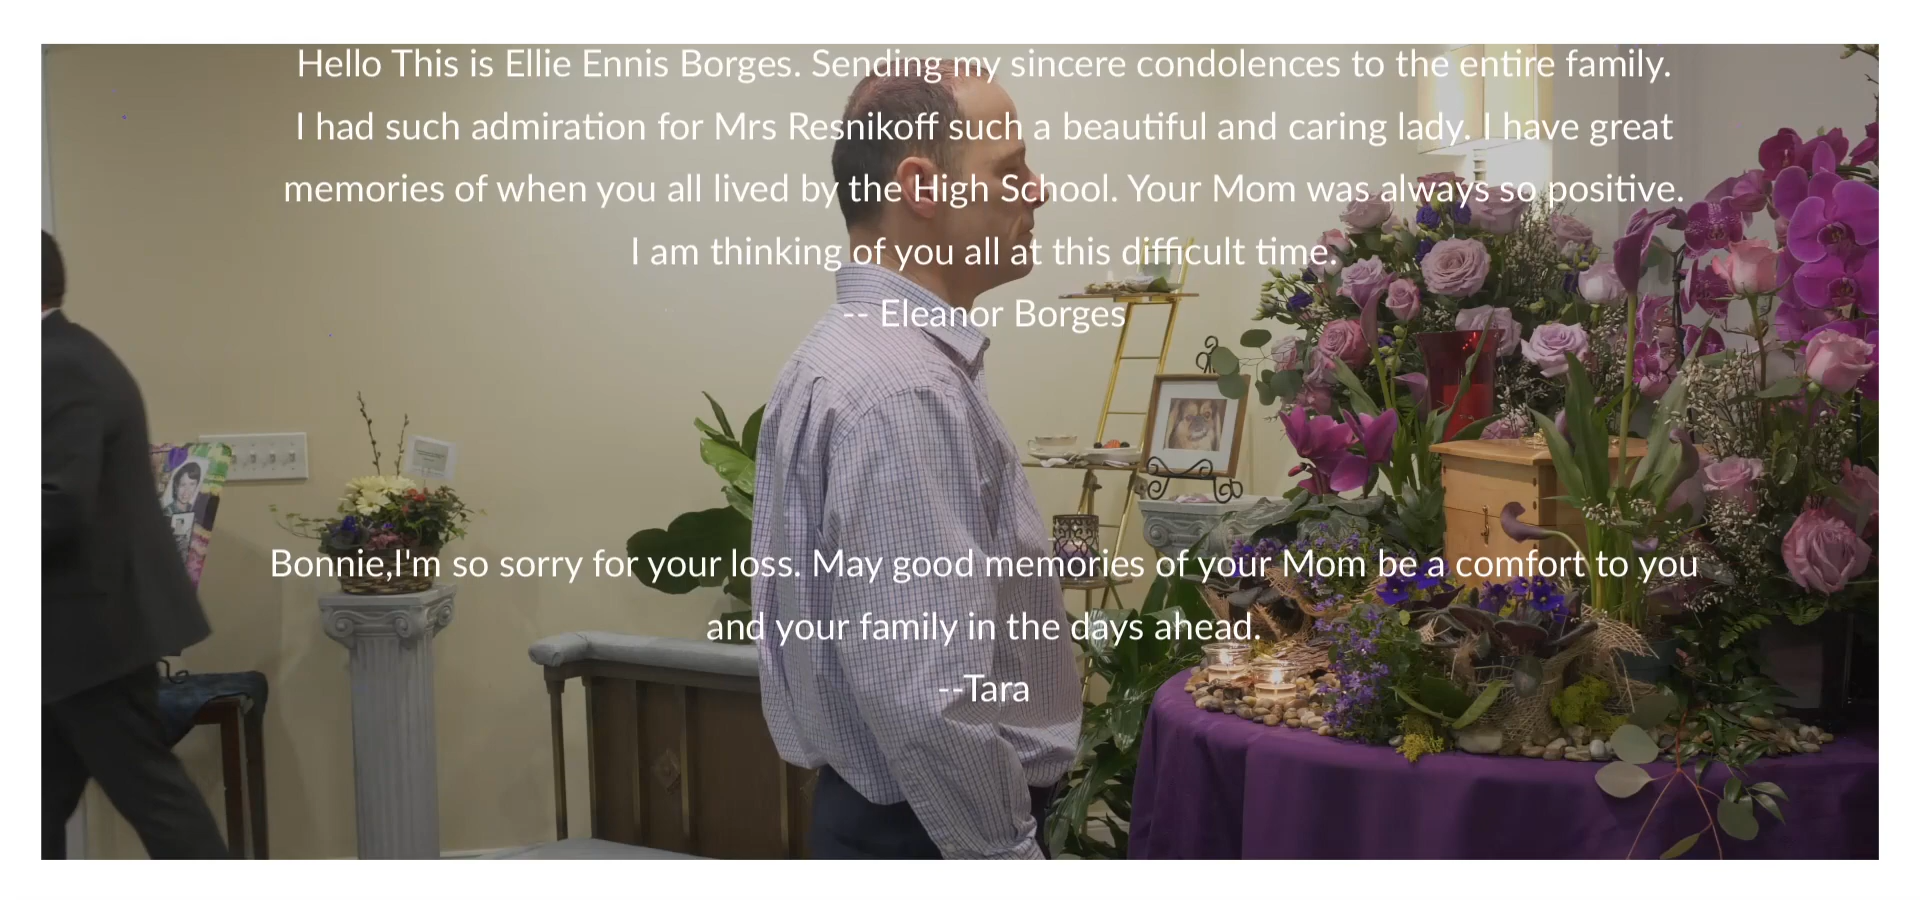 Hello This is Ellie Ennis Borges. Sending my sincere condolences to the entire family.
I had such admiration for Mrs Resnikoff such a beautiful and caring lady. I have great
memories of when you all lived by the High School. Your Mom was always so positive.
I am thinking of you all at this difficult time.
-- Eleanor Borges
Bonnie,I'm so sorry for your loss. May good memories of your Mom be a comfort to you
and your family in the days ahead.
--Tara